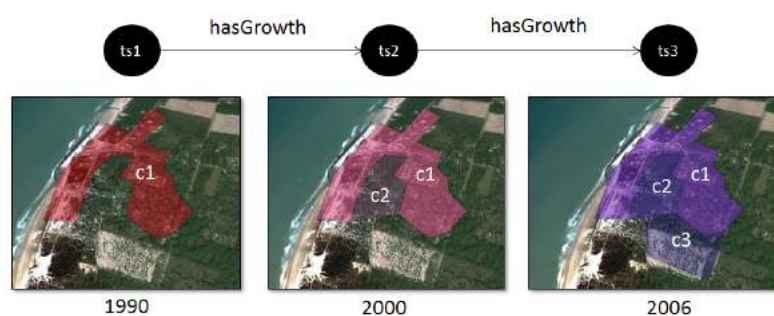 hasGrowth hasGrowth
ts1 ts2 ts3
c1 c2 c1 c2 c1
c3
1990 2000 2006